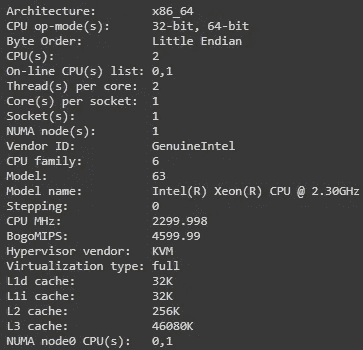 Architecture: x86_64
CPU op-mode(s): 32-bit, 64-bit
Byte Order: Little Endian
CPU(s): 2
On-line CPU(s) list: 0,1
Thread(s) per core: 2
Core(s) per socket: 1
Socket(s): 1
NUMA node(s): 1
Vendor ID: GenuineIntel
CPU family: 6
Model: 63
Model name: Intel(R) Xeon(R) CPU @ 2.30GHz
Stepping: 0
CPU MHz: 2299.998
BogoMIPS: 4599.99
Hypervisor vendor: KVM
Virtualization type: full
L1d cache: 32K
L1i cache: 32K
L2 cache: 256K
L3 cache: 46080K
NUMA node0 CPU(s): 0,1